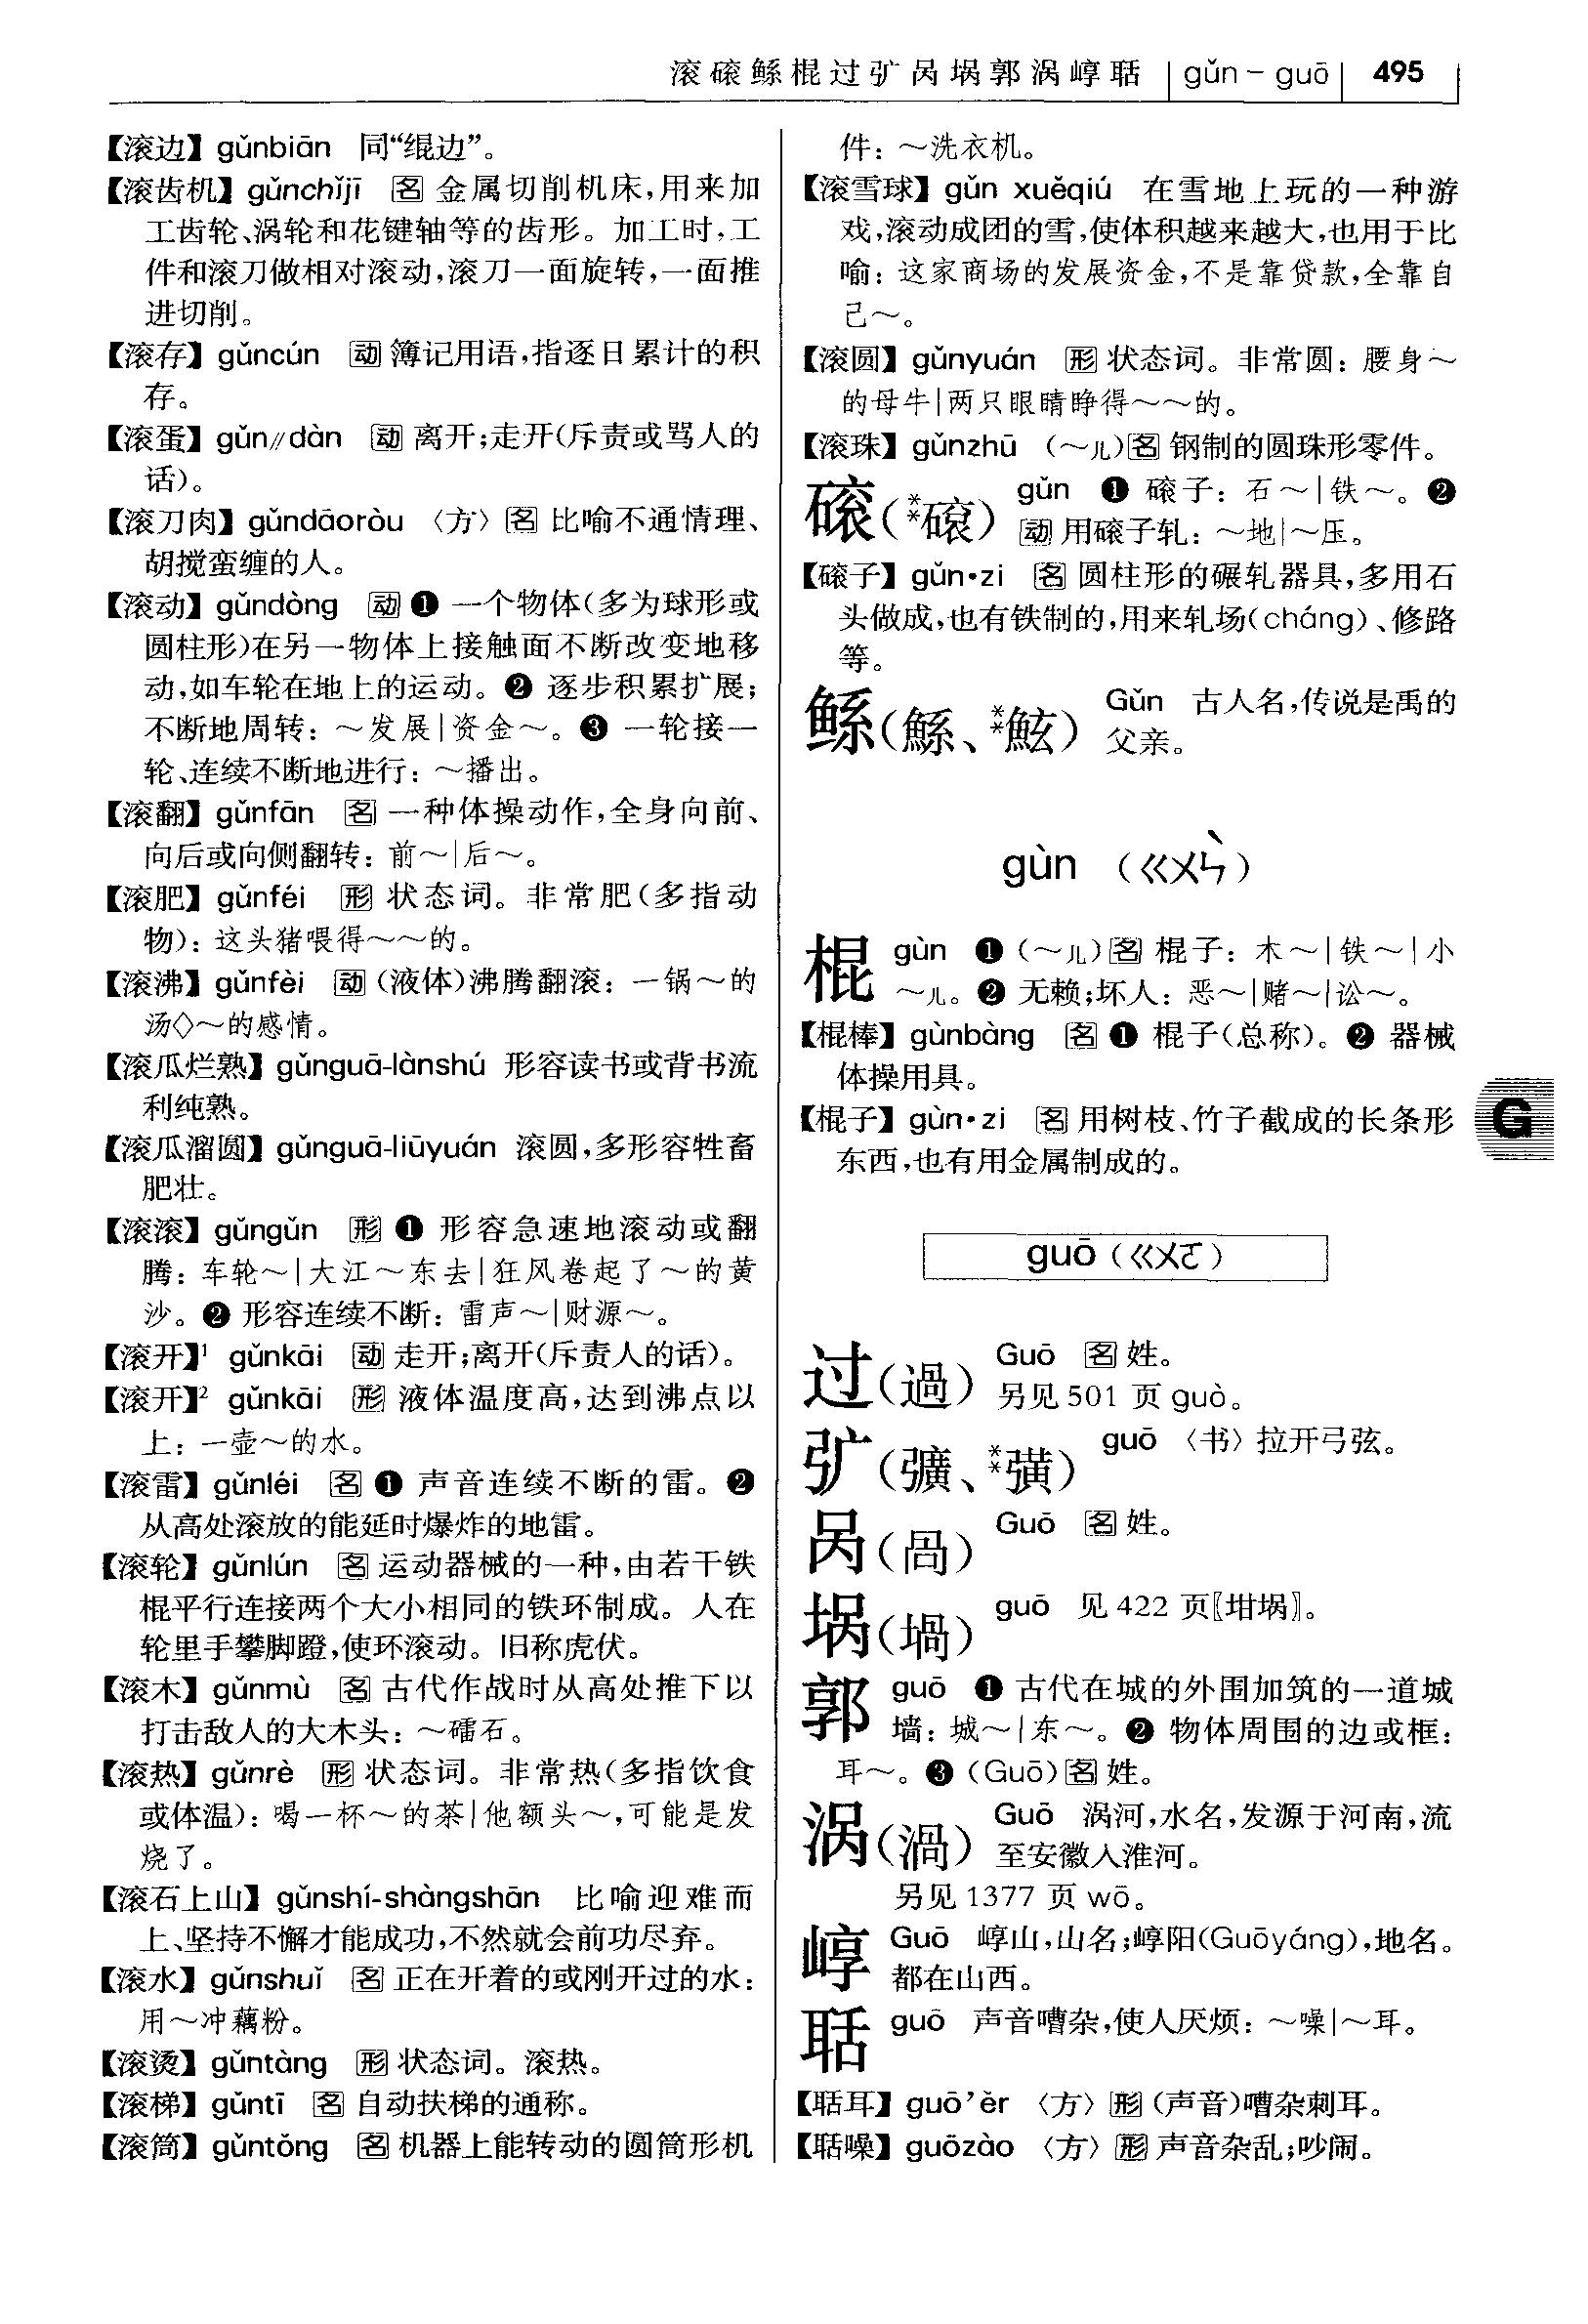 滚磙鲧棍过彍呙埚郭涡崞聒 gǔn – guō 495
【滚边】gǔnbiān 同“绲边”。
【滚齿机】gǔnchǐjī 名 金属切削机床,用来加
工齿轮、涡轮和花键轴等的齿形。加工时,工
件和滚刀做相对滚动,滚刀一面旋转,一面推
进切削。
【滚存】gǔncún 动 簿记用语,指逐日累计的积
存。
【滚蛋】gǔn∥dàn 动 离开;走开(斥责或骂人的
话)。
【滚刀肉】gǔndāoròu 〈方〉名 比喻不通情理、
胡搅蛮缠的人。
【滚动】gǔndòng 动 ❶ 一个物体(多为球形或
圆柱形)在另一物体上接触面不断改变地移
动,如车轮在地上的运动。❷ 逐步积累扩展;
不断地周转: ～发展|资金～。❸ 一轮接一
轮、连续不断地进行: ～播出。
【滚翻】gǔnfān 名 一种体操动作,全身向前、
向后或向侧翻转: 前～|后～。
【滚肥】gǔnféi 形 状态词。非常肥(多指动
物): 这头猪喂得～～的。
【滚沸】gǔnfèi 动 (液体)沸腾翻滚: 一锅～的
汤◇～的感情。
【滚瓜烂熟】gǔnguā-lànshú 形容读书或背书流
利纯熟。
【滚瓜溜圆】gǔnguā-liūyuán 滚圆,多形容牲畜
肥壮。
【滚滚】gǔngǔn 形 ❶ 形容急速地滚动或翻
腾: 车轮～|大江～东去|狂风卷起了～的黄
沙。❷ 形容连续不断: 雷声～|财源～。
【滚开】¹ gǔnkāi 动 走开;离开(斥责人的话)。
【滚开】² gǔnkāi 形 液体温度高,达到沸点以
上: 一壶～的水。
【滚雷】gǔnléi 名 ❶ 声音连续不断的雷。❷
从高处滚放的能延时爆炸的地雷。
【滚轮】gǔnlún 名 运动器械的一种,由若干铁
棍平行连接两个大小相同的铁环制成。人在
轮里手攀脚蹬,使环滚动。旧称虎伏。
【滚木】gǔnmù 名 古代作战时从高处推下以
打击敌人的大木头: ～礌石。
【滚热】gǔnrè 形 状态词。非常热(多指饮食
或体温): 喝一杯～的茶|他额头～,可能是发
烧了。
【滚石上山】gǔnshí-shàngshān 比喻迎难而
上、坚持不懈才能成功,不然就会前功尽弃。
【滚水】gǔnshuǐ 名 正在开着的或刚开过的水:
用～冲藕粉。
【滚烫】gǔntàng 形 状态词。滚热。
【滚梯】gǔntī 名 自动扶梯的通称。
【滚筒】gǔntǒng 名 机器上能转动的圆筒形机
件: ～洗衣机。
【滚雪球】gǔn xuěqiú 在雪地上玩的一种游
戏,滚动成团的雪,使体积越来越大,也用于比
喻: 这家商场的发展资金,不是靠贷款,全靠自
己～。
【滚圆】gǔnyuán 形 状态词。非常圆: 腰身～
的母牛|两只眼睛睁得～～的。
【滚珠】gǔnzhū (～儿)名 钢制的圆珠形零件。
磙(**磙) gǔn ❶ 磙子: 石～|铁～。❷
动 用磙子轧: ～地|～压。
【磙子】gǔn•zi 名 圆柱形的碾轧器具,多用石
头做成,也有铁制的,用来轧场(cháng)、修路
等。
鲧(鯀、**鮌) Gǔn 古人名,传说是禹的
父亲。
gùn (ㄍㄨㄣˋ)
棍 gùn ❶ (～儿)名 棍子: 木～|铁～|小
～儿。❷ 无赖;坏人: 恶～|赌～|讼～。
【棍棒】gùnbàng 名 ❶ 棍子(总称)。❷ 器械
体操用具。
【棍子】gùn•zi 名 用树枝、竹子截成的长条形
东西,也有用金属制成的。
G
guō (ㄍㄨㄛ)
过(過) Guō 名 姓。
另见 501 页 guò。
彍(彉、**彉) guō 〈书〉拉开弓弦。
呙(咼) Guō 名 姓。
埚(堝) guō 见 422 页〖坩埚〗。
郭 guō ❶ 古代在城的外围加筑的一道城
墙: 城～|东～。❷ 物体周围的边或框:
耳～。❸ (Guō)名 姓。
涡(渦) Guō 涡河,水名,发源于河南,流
至安徽入淮河。
另见 1377 页 wō。
崞 Guō 崞山,山名;崞阳(Guōyáng),地名。
都在山西。
聒 guō 声音嘈杂,使人厌烦: ～噪|～耳。
【聒耳】guō’ěr 〈方〉形 (声音)嘈杂刺耳。
【聒噪】guōzào 〈方〉形 声音杂乱;吵闹。